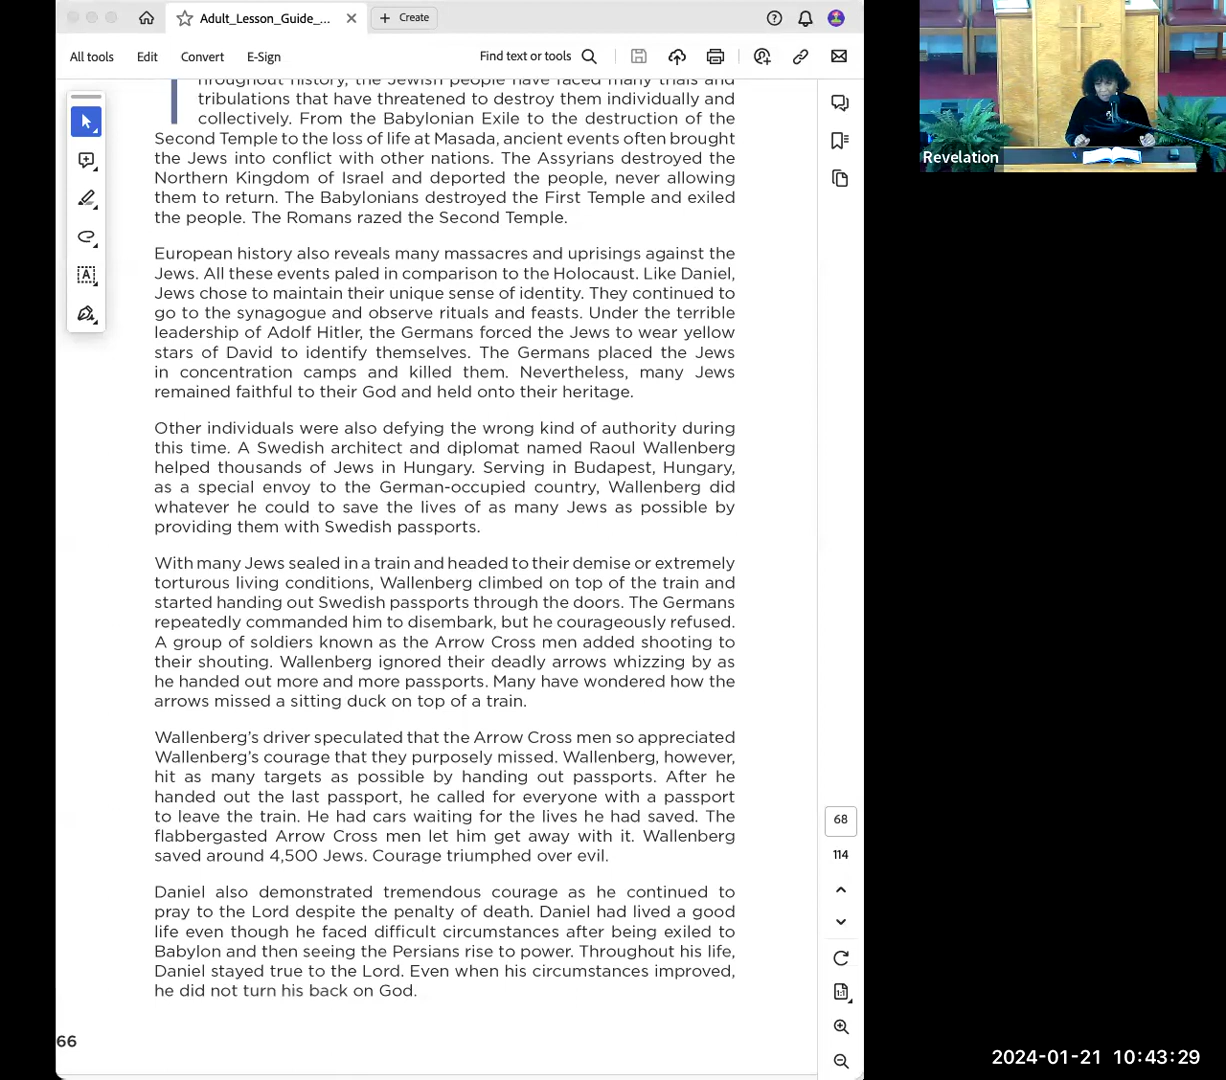 Adult_Lesson_Guide_...
Create
All tools
Edit
Convert
E-Sign
Find text or tools
Throughout history, the Jewish people have faced many trials and
tribulations that have threatened to destroy them individually and
collectively. From the Babylonian Exile to the destruction of the
Second Temple to the loss of life at Masada, ancient events often brought
the Jews into conflict with other nations. The Assyrians destroyed the
Northern Kingdom of Israel and deported the people, never allowing
them to return. The Babylonians destroyed the First Temple and exiled
the people. The Romans razed the Second Temple.
European history also reveals many massacres and uprisings against the
Jews. All these events paled in comparison to the Holocaust. Like Daniel,
Jews chose to maintain their unique sense of identity. They continued to
go to the synagogue and observe rituals and feasts. Under the terrible
leadership of Adolf Hitler, the Germans forced the Jews to wear yellow
stars of David to identify themselves. The Germans placed the Jews
in concentration camps and killed them. Nevertheless, many Jews
remained faithful to their God and held onto their heritage.
Other individuals were also defying the wrong kind of authority during
this time. A Swedish architect and diplomat named Raoul Wallenberg
helped thousands of Jews in Hungary. Serving in Budapest, Hungary,
as a special envoy to the German-occupied country, Wallenberg did
whatever he could to save the lives of as many Jews as possible by
providing them with Swedish passports.
With many Jews sealed in a train and headed to their demise or extremely
torturous living conditions, Wallenberg climbed on top of the train and
started handing out Swedish passports through the doors. The Germans
repeatedly commanded him to disembark, but he courageously refused.
A group of soldiers known as the Arrow Cross men added shooting to
their shouting. Wallenberg ignored their deadly arrows whizzing by as
he handed out more and more passports. Many have wondered how the
arrows missed a sitting duck on top of a train.
Wallenberg's driver speculated that the Arrow Cross men so appreciated
Wallenberg's courage that they purposely missed. Wallenberg, however,
hit as many targets as possible by handing out passports. After he
handed out the last passport, he called for everyone with a passport
to leave the train. He had cars waiting for the lives he had saved. The
flabbergasted Arrow Cross men let him get away with it. Wallenberg
saved around 4,500 Jews. Courage triumphed over evil.
Daniel also demonstrated tremendous courage as he continued to
pray to the Lord despite the penalty of death. Daniel had lived a good
life even though he faced difficult circumstances after being exiled to
Babylon and then seeing the Persians rise to power. Throughout his life,
Daniel stayed true to the Lord. Even when his circumstances improved,
he did not turn his back on God.
66
68
114
1:1
Revelation
2024-01-21 10:43:29